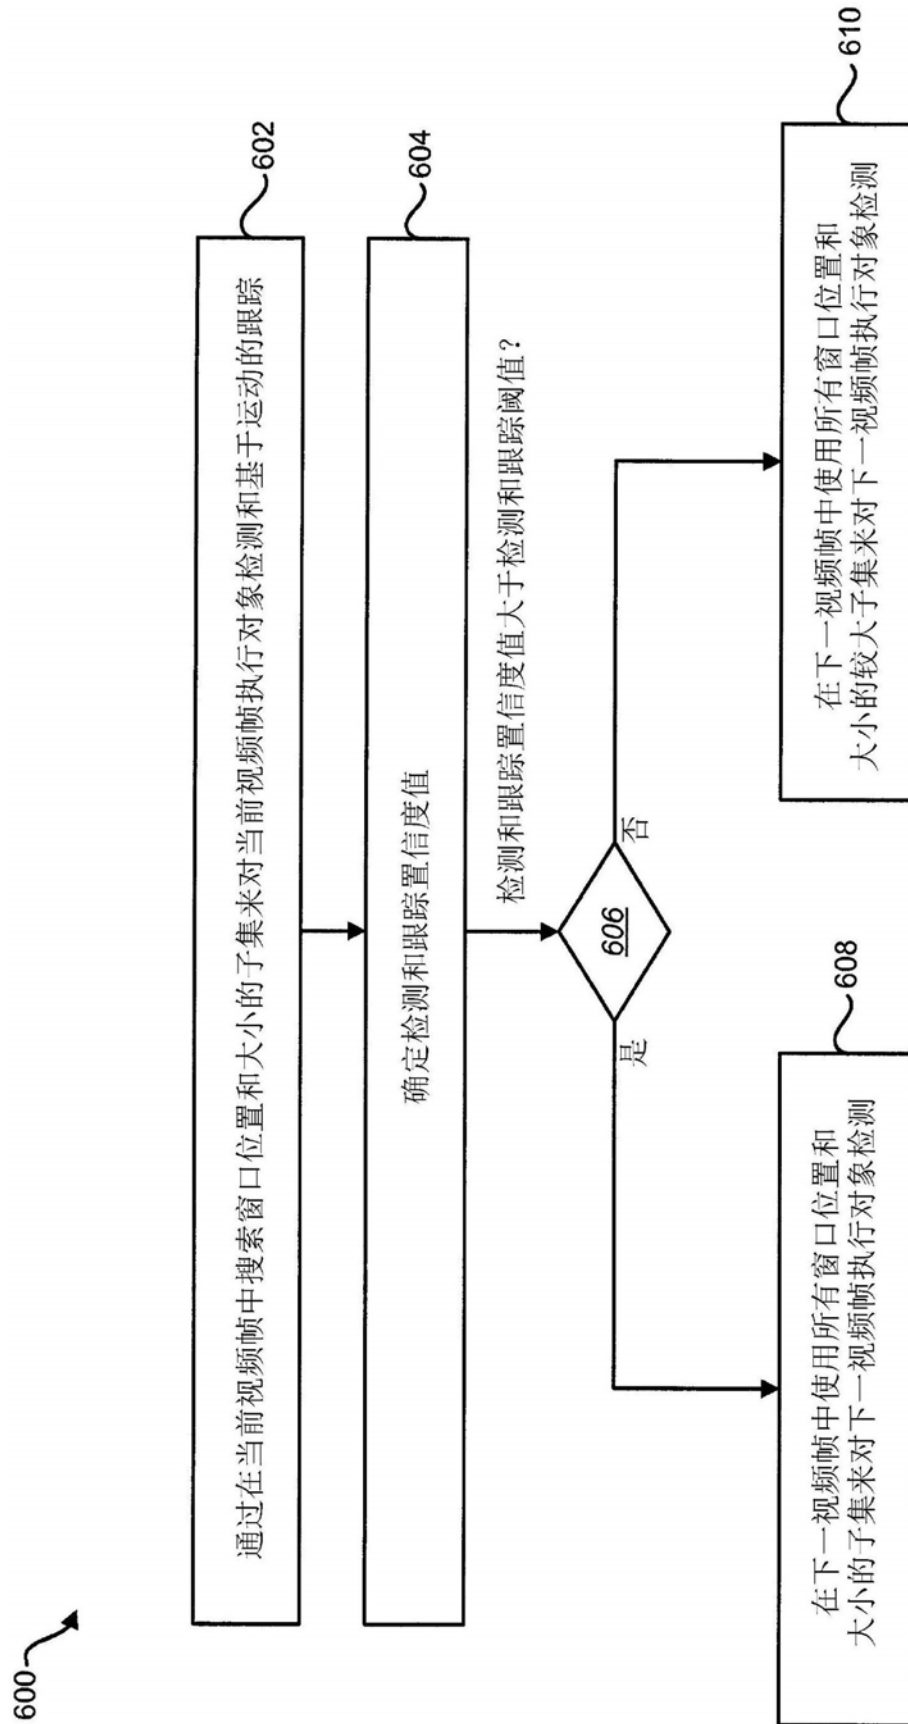 600
602
通过在当前视频帧中搜索窗口位置和大小的子集来对当前视频帧执行对象检测和基于运动的跟踪
604
确定检测和跟踪置信度值
检测和跟踪置信度值大于检测和跟踪阈值？
606
是
否
608
在下一视频帧中使用所有窗口位置和
大小的子集来对下一视频帧执行对象检测
610
在下一视频帧中使用所有窗口位置和
大小的较大子集来对下一视频帧执行对象检测